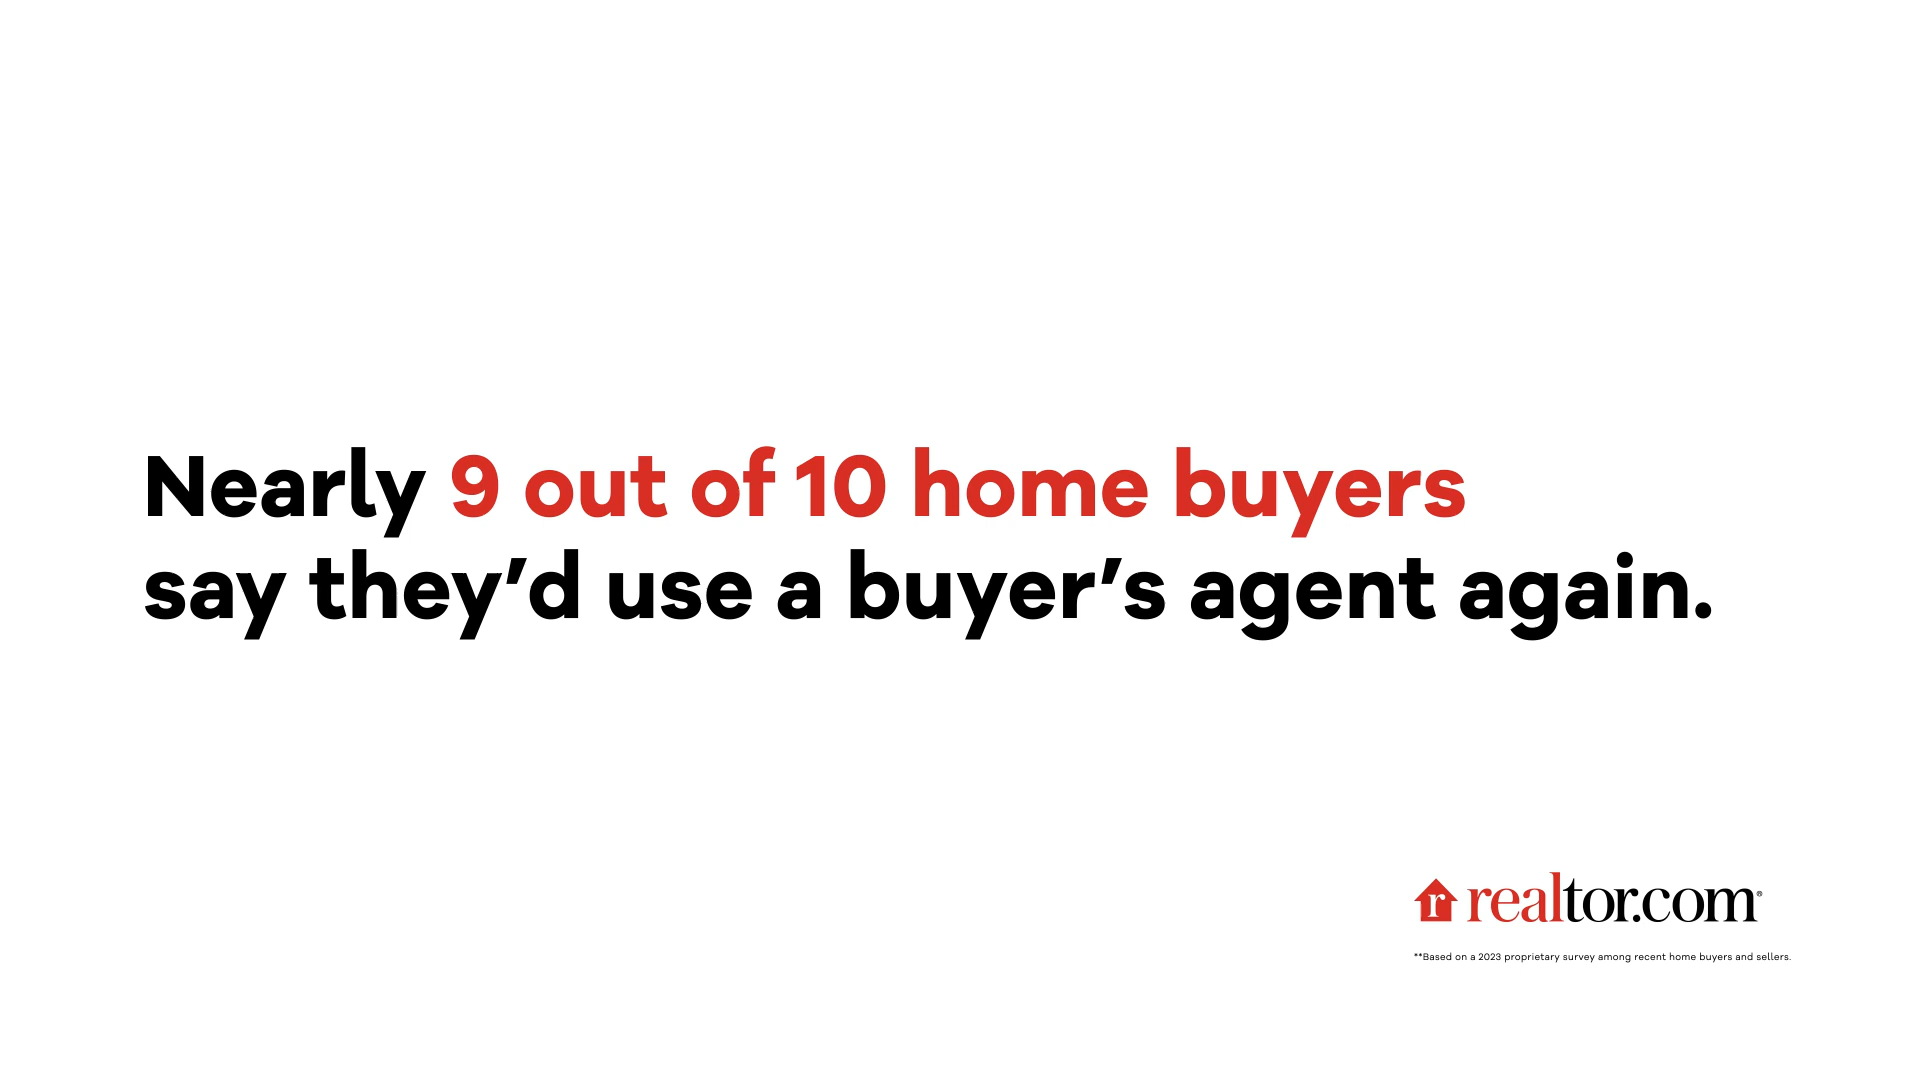 Nearly 9 out of 10 home buyers
say they’d use a buyer’s agent again.
r realtor.com®
**Based on a 2023 proprietary survey among recent home buyers and sellers.